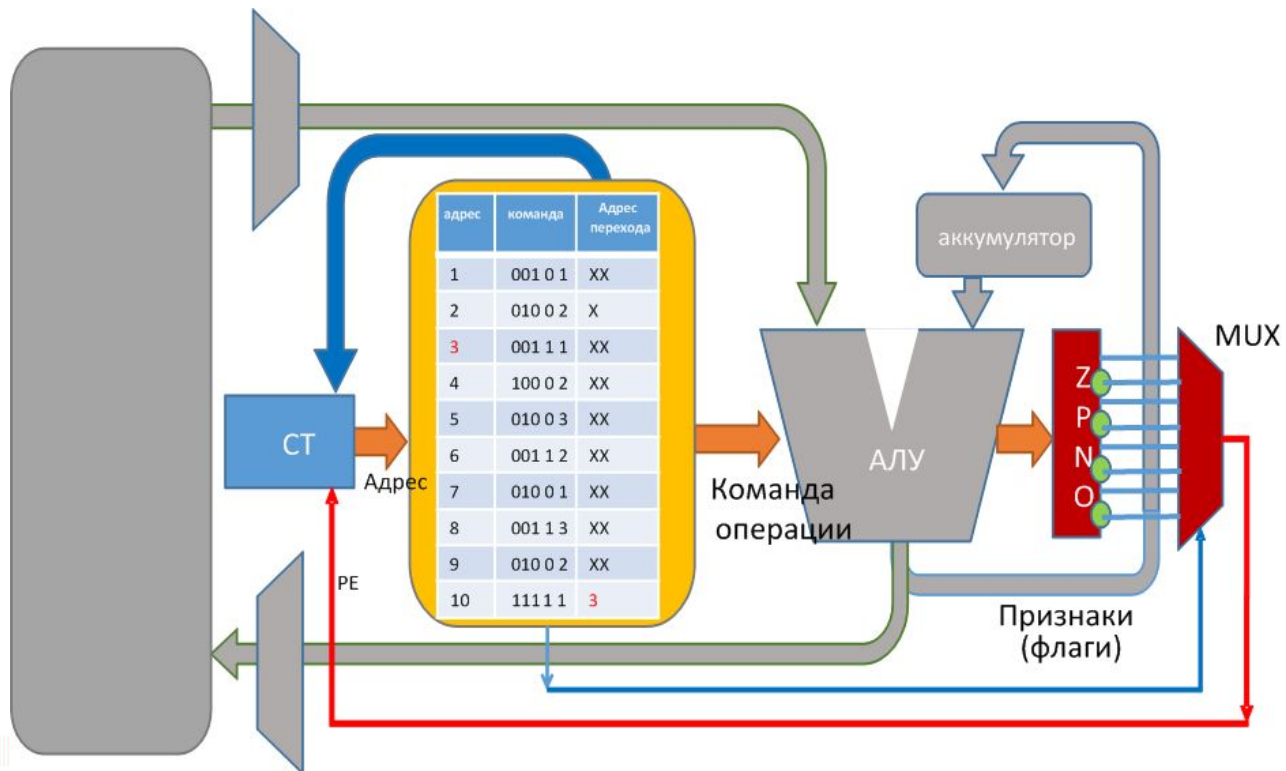 адрес команда Адрес перехода
1 001 0 1 XX
2 010 0 2 X
3 001 1 1 XX
4 100 0 2 XX
5 010 0 3 XX
6 001 1 2 XX
7 010 0 1 XX
8 001 1 3 XX
9 010 0 2 XX
10 111 1 1 3
СТ
Адрес
PE
Команда
операции
АЛУ
аккумулятор
Z
P
N
O
MUX
Признаки
(флаги)